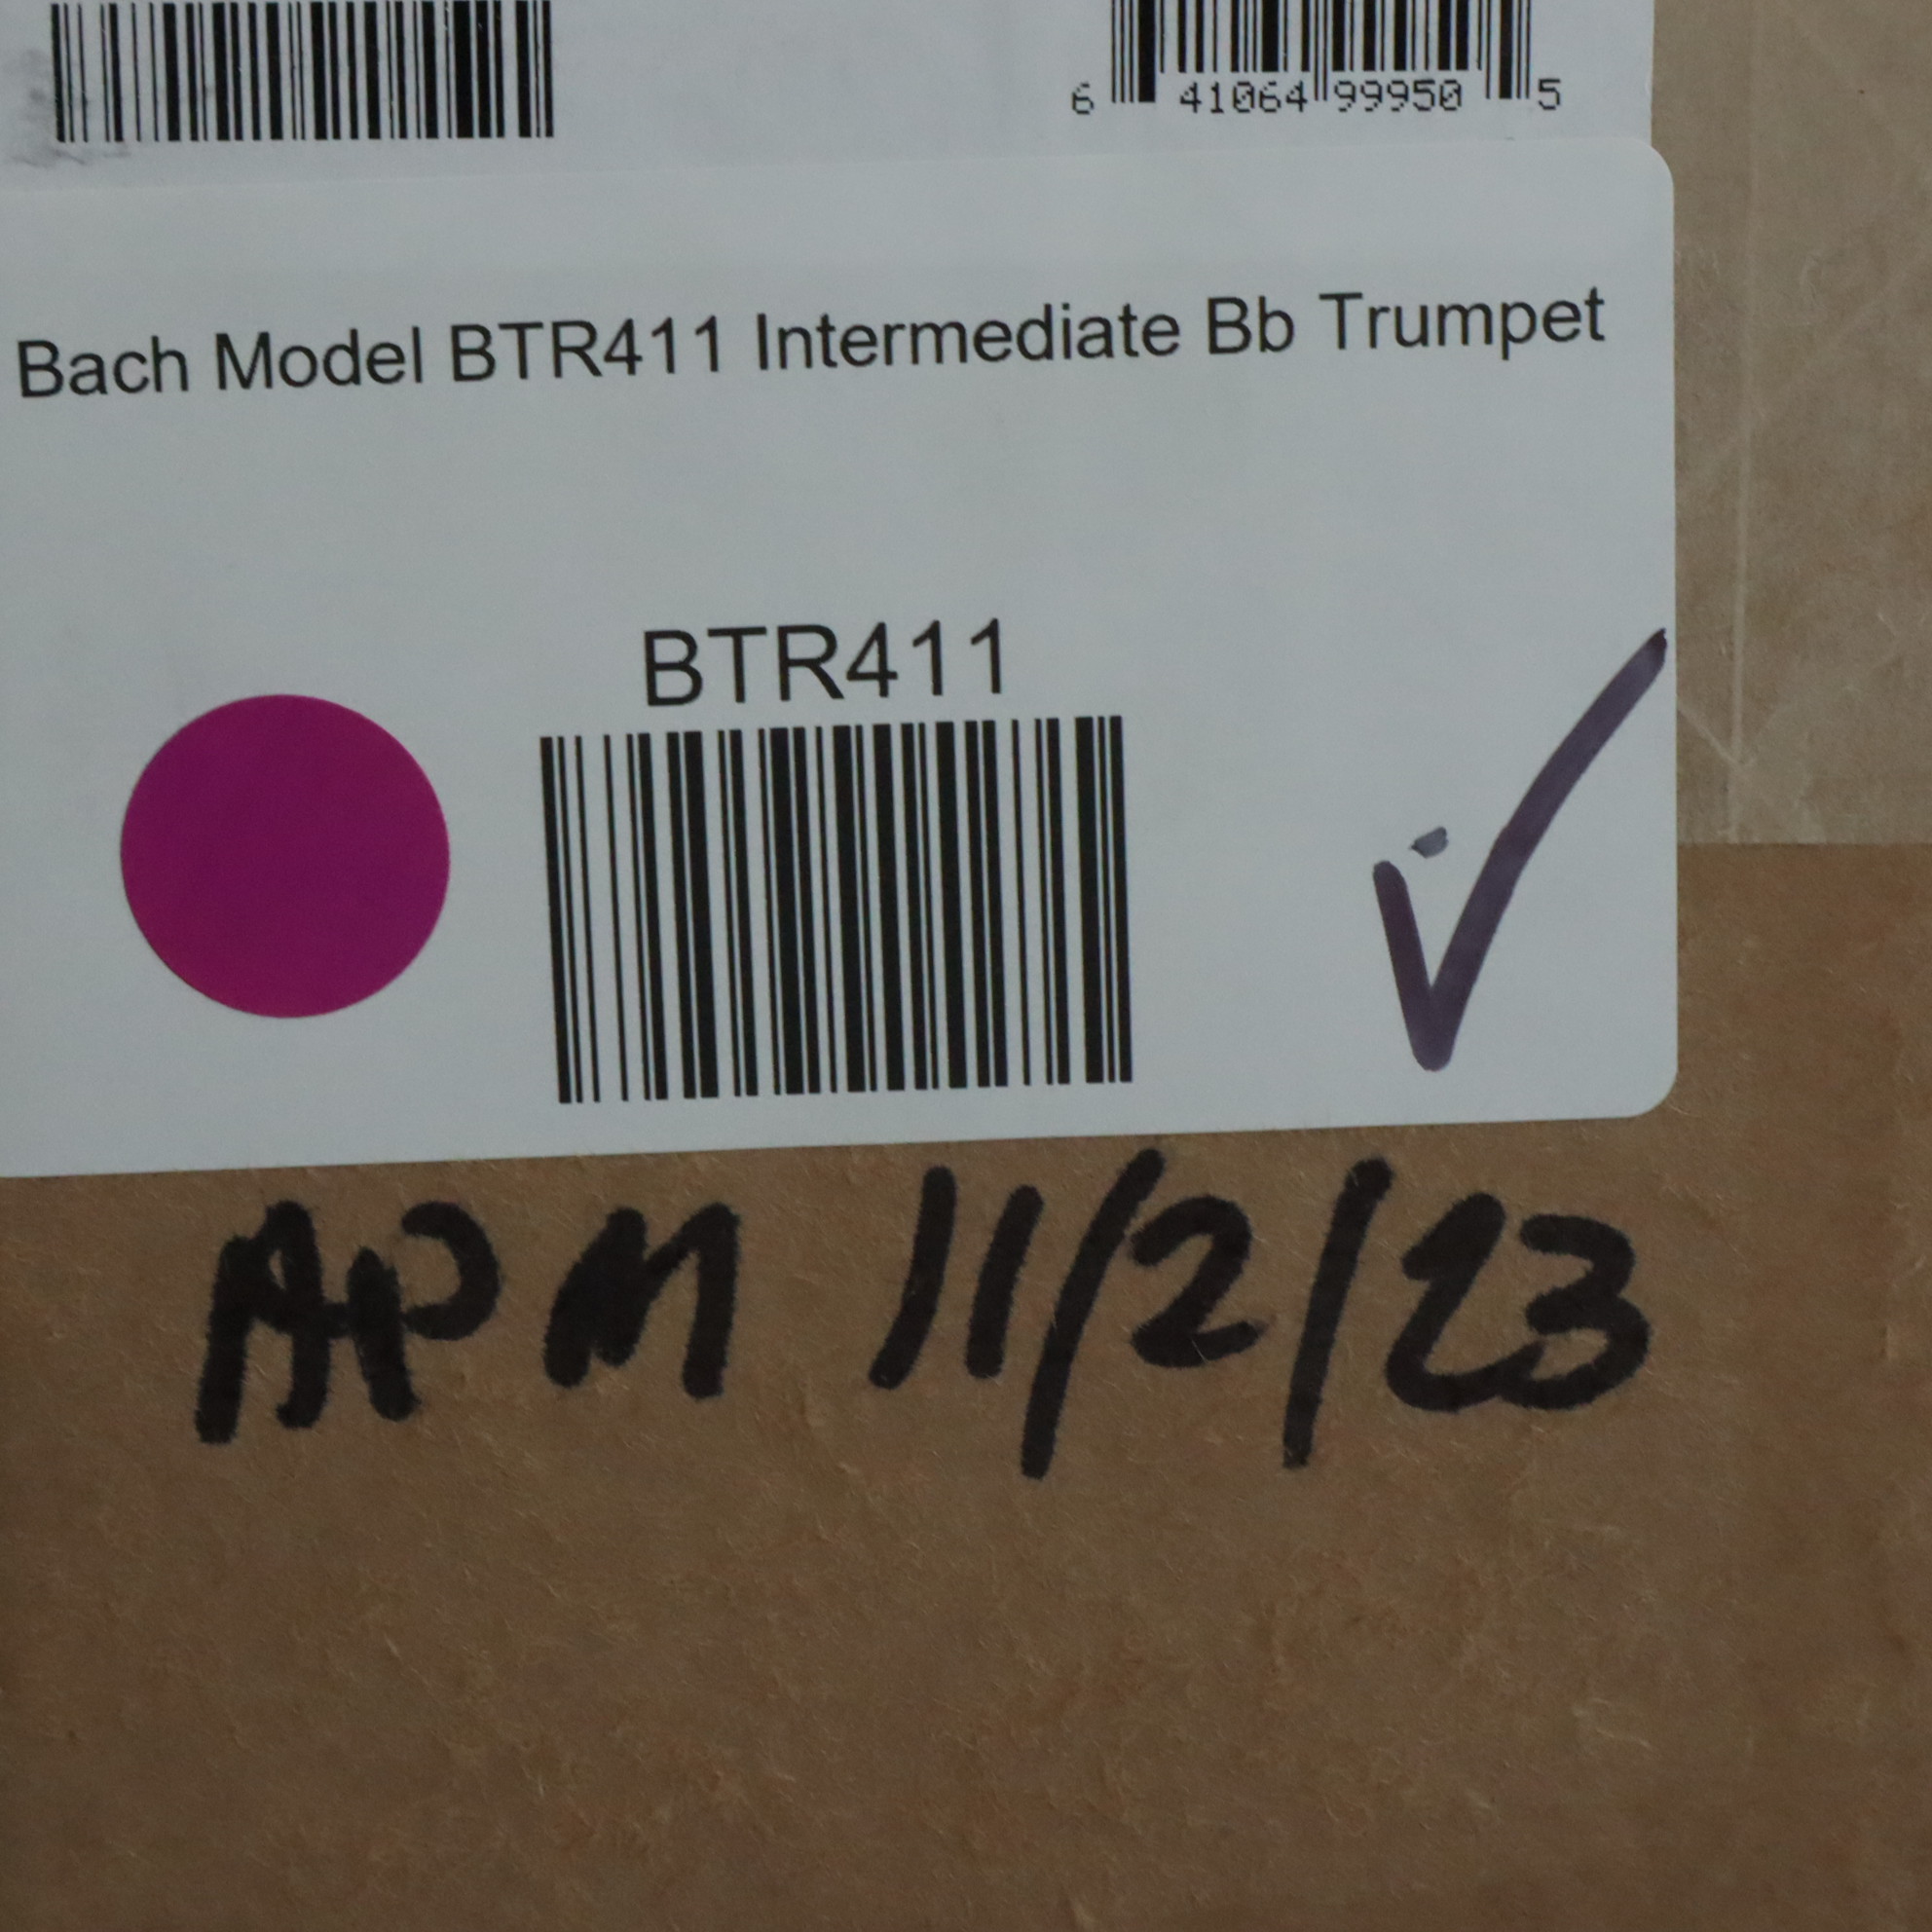 6 41064 99950 5
Bach Model BTR411 Intermediate Bb Trumpet
BTR411
APM 11/2/23